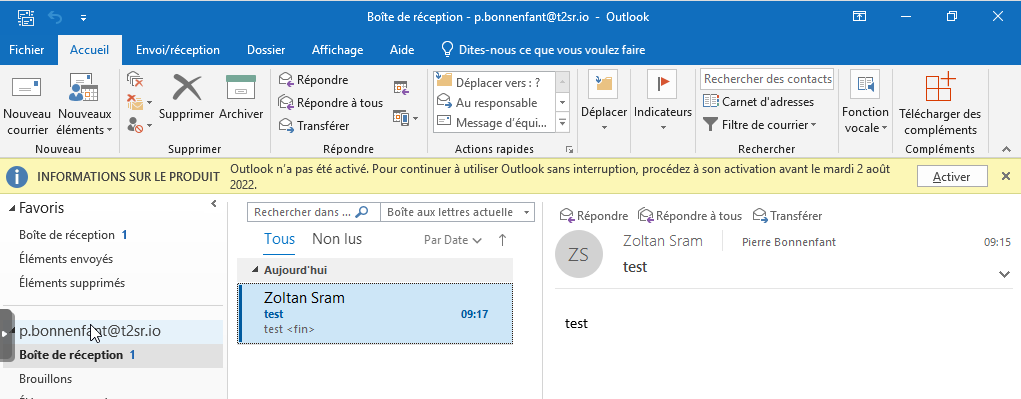 Boîte de réception - p.bonnenfant@t2sr.io - Outlook
Fichier Accueil Envoi/réception Dossier Affichage Aide Dites-nous ce que vous voulez faire
Nouveau courrier
Nouveaux éléments
Supprimer
Archiver
Répondre
Répondre à tous
Transférer
Déplacer vers : ?
Au responsable
Message d'équi...
Déplacer
Indicateurs
Rechercher des contacts
Carnet d'adresses
Filtre de courrier
Fonction vocale
Télécharger des compléments
Nouveau Supprimer Répondre Actions rapides Rechercher Compléments
INFORMATIONS SUR LE PRODUIT
Outlook n'a pas été activé. Pour continuer à utiliser Outlook sans interruption, procédez à son activation avant le mardi 2 août
2022.
Activer
Favoris
Boîte de réception 1
Éléments envoyés
Éléments supprimés
p.bonnenfant@t2sr.io
Boîte de réception 1
Brouillons
Rechercher dans ... Boîte aux lettres actuelle
Tous Non lus Par Date
Aujourd'hui
Zoltan Sram
test 09:17
test <fin>
Répondre Répondre à tous Transférer
ZS
Zoltan Sram Pierre Bonnenfant 09:15
test
test